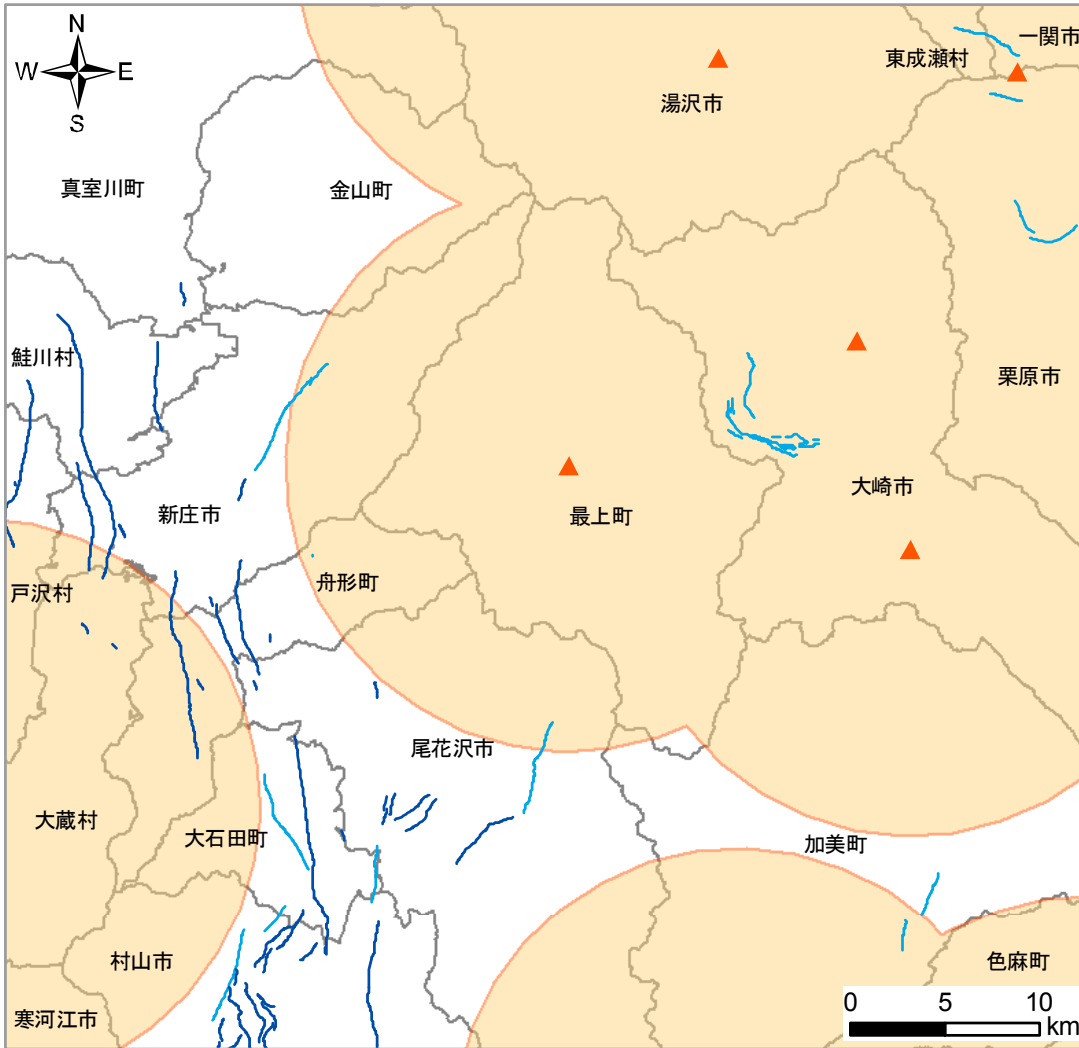 N
W E
S
一関市
東成瀬村
湯沢市
真室川町
金山町
鮭川村
栗原市
大崎市
新庄市
最上町
戸沢村
舟形町
尾花沢市
大蔵村
大石田町
加美町
村山市
色麻町
寒河江市
0 5 10
km